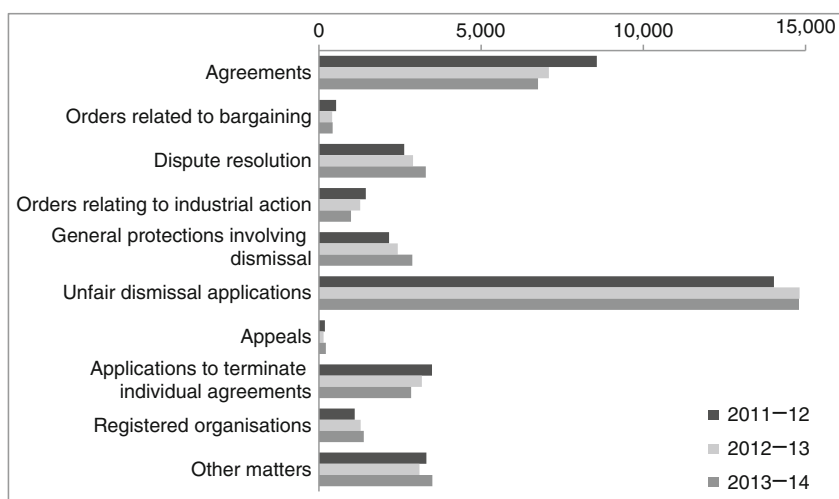 0 5,000 10,000 15,000
Agreements
Orders related to bargaining
Dispute resolution
Orders relating to industrial action
General protections involving
dismissal
Unfair dismissal applications
Appeals
Applications to terminate
individual agreements
Registered organisations
Other matters
2011–12
2012–13
2013–14